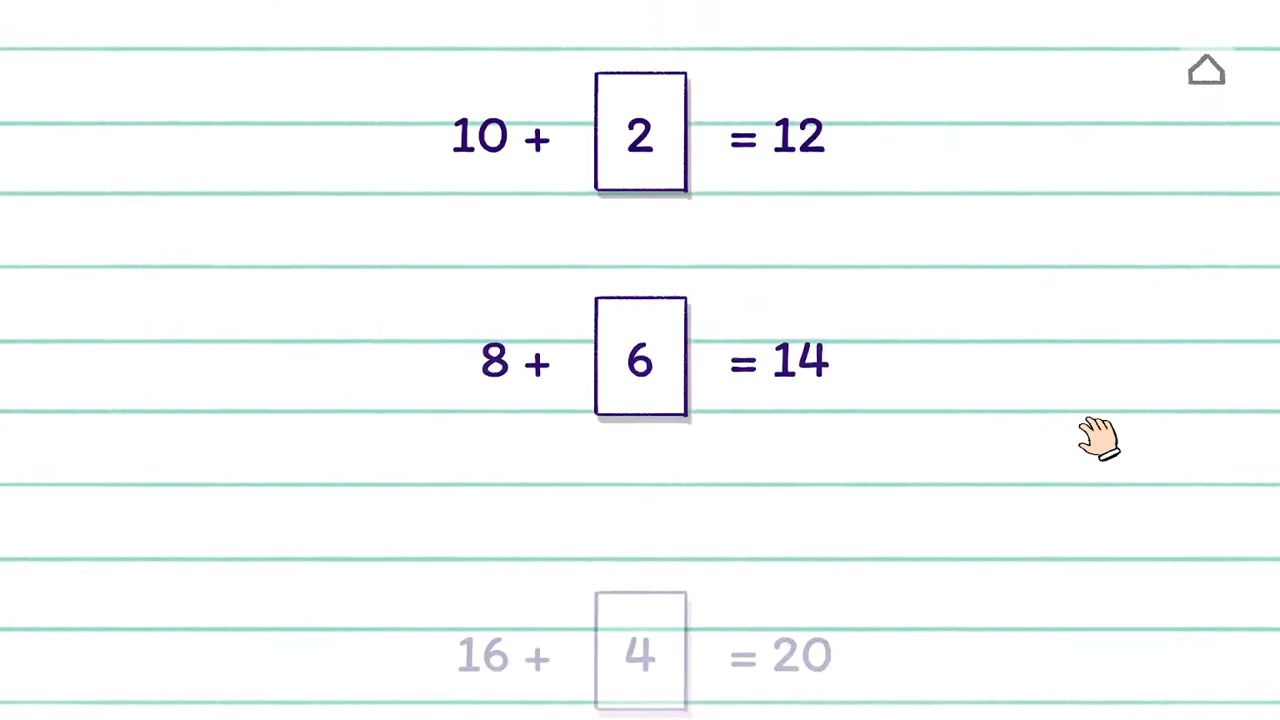 10 + 2 = 12
8 + 6 = 14
16 + 4 = 20